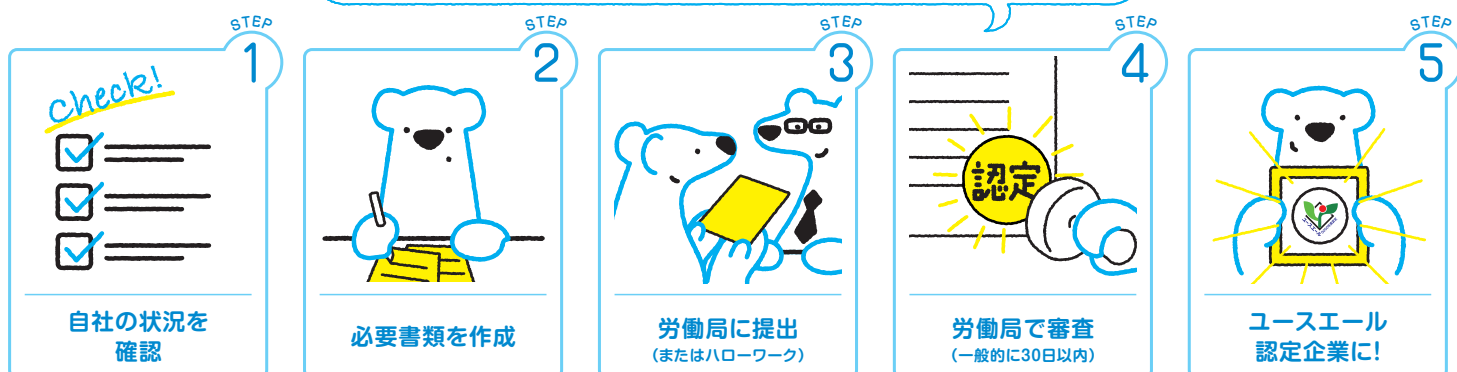 STEP
1
Check!
自社の状況を
確認
STEP
2
必要書類を作成
STEP
3
労働局に提出
(またはハローワーク)
STEP
4
認定
労働局で審査
(一般的に30日以内)
STEP
5
ユースエール
認定企業に!